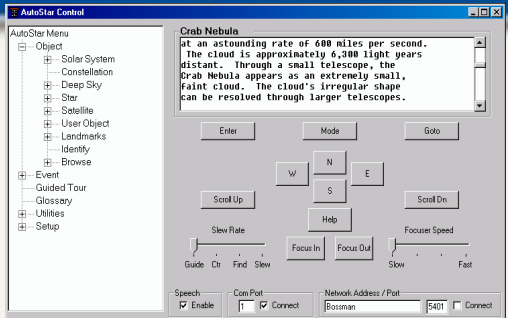 AutoStar Control
AutoStar Menu
Object
Solar System
Constellation
Deep Sky
Star
Satellite
User Object
Landmarks
Identify
Browse
Event
Guided Tour
Glossary
Utilities
Setup
Crab Nebula
at an astounding rate of 600 miles per second.
The cloud is approximately 6,300 light years
distant. Through a small telescope, the
Crab Nebula appears as an extremely small,
faint cloud. The cloud's irregular shape
can be resolved through larger telescopes.
Enter Mode Goto
N
W E
S
Scroll Up Scroll Dn
Help
Slew Rate Focuser Speed
Focus In Focus Out
Guide Ctr Find Slew Slow Fast
Speech Com Port Network Address / Port
Enable 1 Connect Bossman 5401 Connect